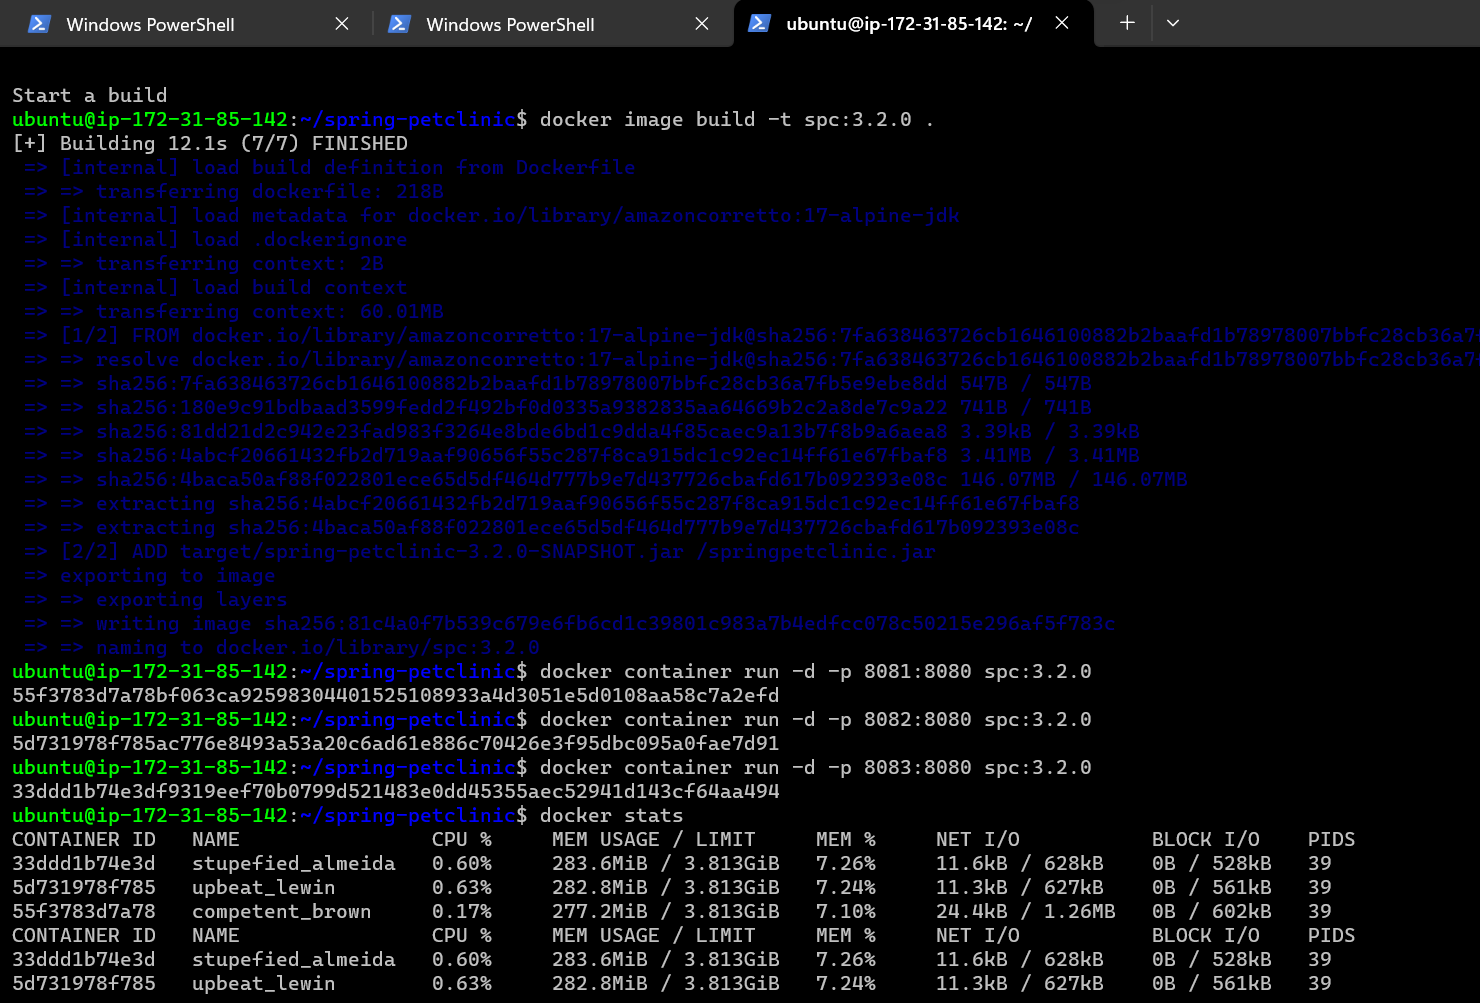 Windows PowerShell
Windows PowerShell
ubuntu@ip-172-31-85-142: ~/
Start a build
ubuntu@ip-172-31-85-142:~/spring-petclinic$ docker image build -t spc:3.2.0 .
[+] Building 12.1s (7/7) FINISHED
=> [internal] load build definition from Dockerfile
=> => transferring dockerfile: 218B
=> [internal] load metadata for docker.io/library/amazoncorretto:17-alpine-jdk
=> [internal] load .dockerignore
=> => transferring context: 2B
=> [internal] load build context
=> => transferring context: 60.01MB
=> [1/2] FROM docker.io/library/amazoncorretto:17-alpine-jdk@sha256:7fa638463726cb1646100882b2baafd1b78978007bbfc28cb36a7
=> => resolve docker.io/library/amazoncorretto:17-alpine-jdk@sha256:7fa638463726cb1646100882b2baafd1b78978007bbfc28cb36a7
=> => sha256:7fa638463726cb1646100882b2baafd1b78978007bbfc28cb36a7fb5e9ebe8dd 547B / 547B
=> => sha256:180e9c91bdbaad3599fedd2f492bf0d0335a9382835aa64669b2c2a8de7c9a22 741B / 741B
=> => sha256:81dd21d2c942e23fad983f3264e8bde6bd1c9dda4f85caec9a13b7f8b9a6aea8 3.39kB / 3.39kB
=> => sha256:4abcf20661432fb2d719aaf90656f55c287f8ca915dc1c92ec14ff61e67fbaf8 3.41MB / 3.41MB
=> => sha256:4baca50af88f022801ece65d5df464d777b9e7d437726cbafd617b092393e08c 146.07MB / 146.07MB
=> => extracting sha256:4abcf20661432fb2d719aaf90656f55c287f8ca915dc1c92ec14ff61e67fbaf8
=> => extracting sha256:4baca50af88f022801ece65d5df464d777b9e7d437726cbafd617b092393e08c
=> [2/2] ADD target/spring-petclinic-3.2.0-SNAPSHOT.jar /springpetclinic.jar
=> exporting to image
=> => exporting layers
=> => writing image sha256:81c4a0f7b539c679e6fb6cd1c39801c983a7b4edfcc078c50215e296af5f783c
=> => naming to docker.io/library/spc:3.2.0
ubuntu@ip-172-31-85-142:~/spring-petclinic$ docker container run -d -p 8081:8080 spc:3.2.0
55f3783d7a78bf063ca925983044015251089​33a4d3051e5d0108aa58c7a2efd
ubuntu@ip-172-31-85-142:~/spring-petclinic$ docker container run -d -p 8082:8080 spc:3.2.0
5d731978f785ac776e8493a53a20c6ad61e886c70426e3f95dbc095a0fae7d91
ubuntu@ip-172-31-85-142:~/spring-petclinic$ docker container run -d -p 8083:8080 spc:3.2.0
33ddd1b74e3df9319eef70b0799d521483e0dd45355aec52941d143cf64aa494
ubuntu@ip-172-31-85-142:~/spring-petclinic$ docker stats
CONTAINER ID NAME CPU % MEM USAGE / LIMIT MEM % NET I/O BLOCK I/O PIDS
33ddd1b74e3d stupefied_almeida 0.60% 283.6MiB / 3.813GiB 7.26% 11.6kB / 628kB 0B / 528kB 39
5d731978f785 upbeat_lewin 0.63% 282.8MiB / 3.813GiB 7.24% 11.3kB / 627kB 0B / 561kB 39
55f3783d7a78 competent_brown 0.17% 277.2MiB / 3.813GiB 7.10% 24.4kB / 1.26MB 0B / 602kB 39
CONTAINER ID NAME CPU % MEM USAGE / LIMIT MEM % NET I/O BLOCK I/O PIDS
33ddd1b74e3d stupefied_almeida 0.60% 283.6MiB / 3.813GiB 7.26% 11.6kB / 628kB 0B / 528kB 39
5d731978f785 upbeat_lewin 0.63% 282.8MiB / 3.813GiB 7.24% 11.3kB / 627kB 0B / 561kB 39